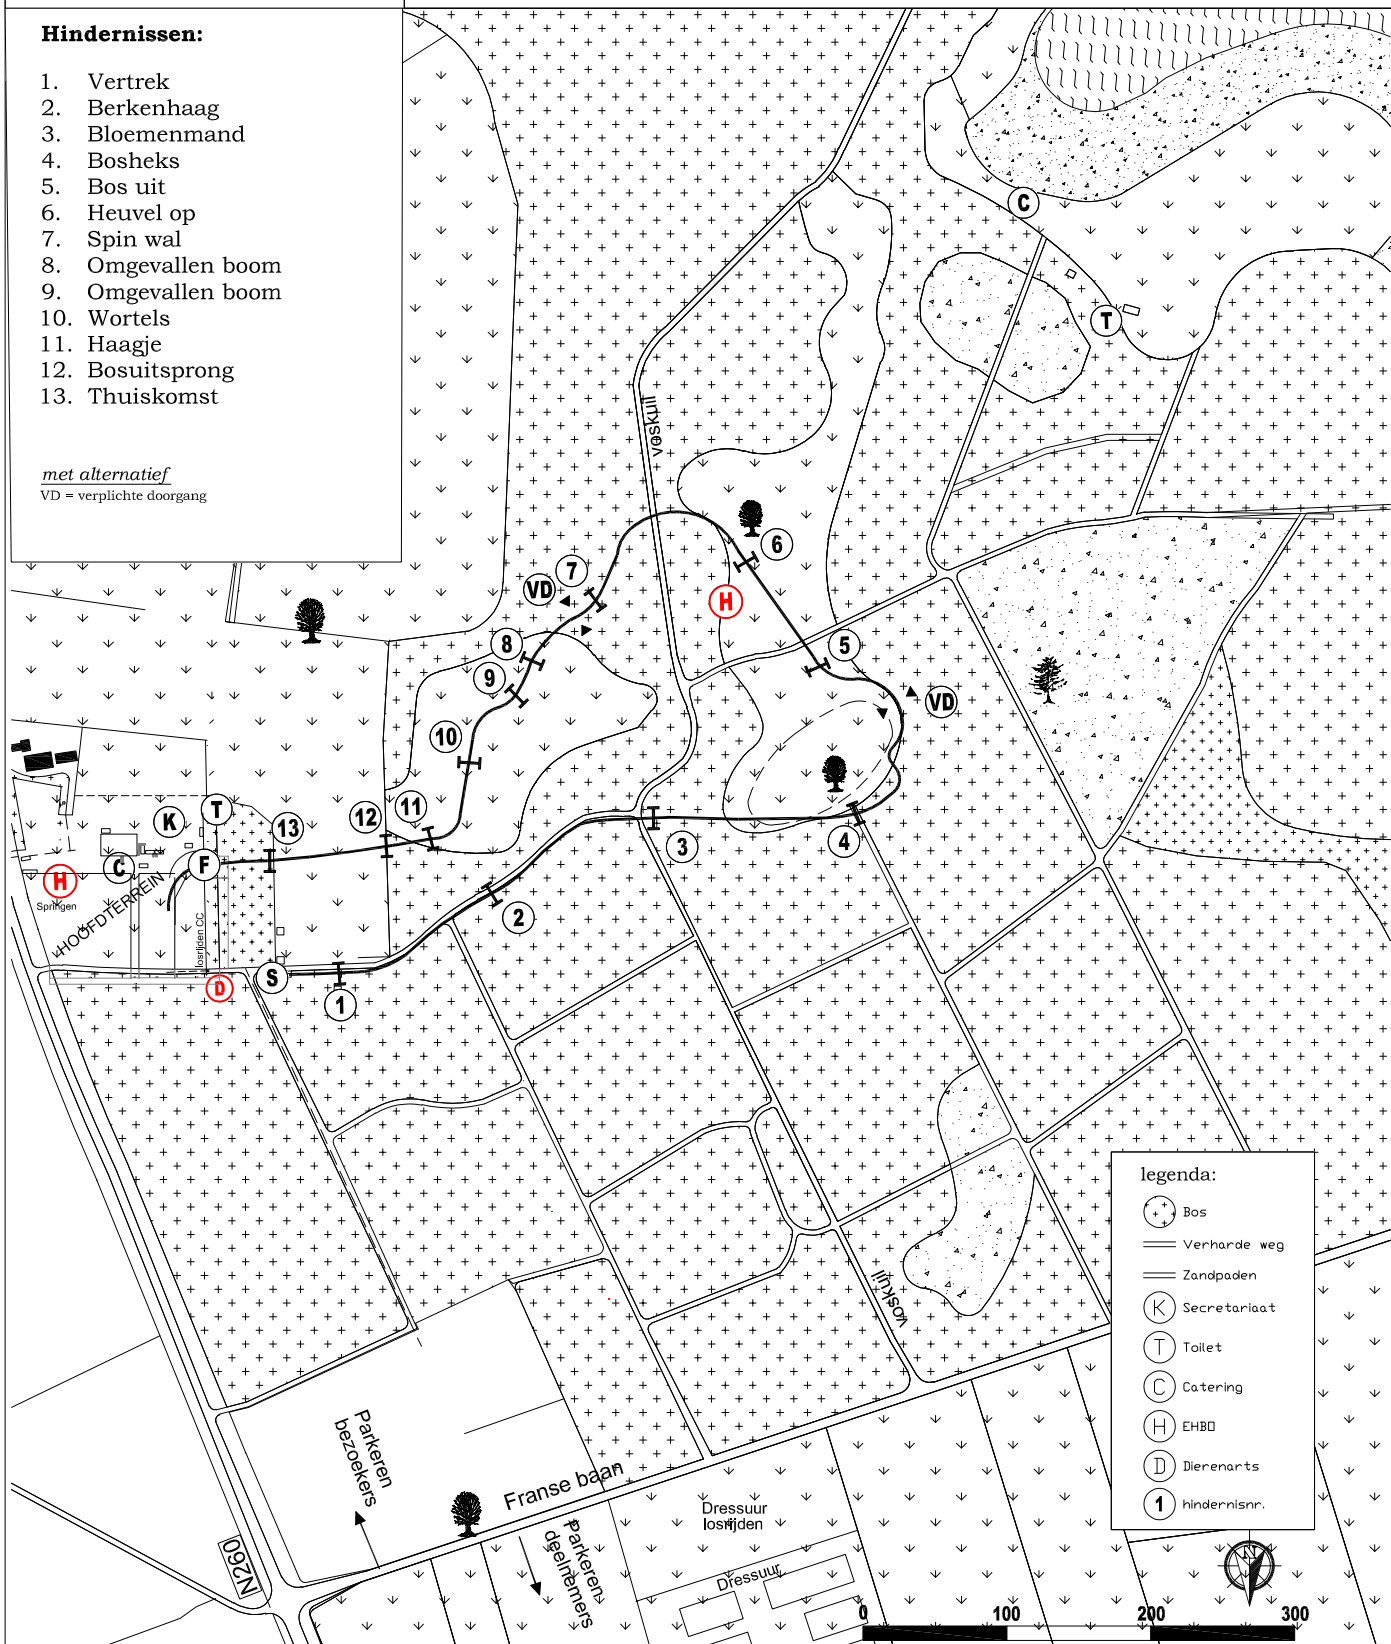 Hindernissen:
1. Vertrek
2. Berkenhaag
3. Bloemenmand
4. Bosheks
5. Bos uit
6. Heuvel op
7. Spin wal
8. Omgevallen boom
9. Omgevallen boom
10. Wortels
11. Haagje
12. Bosuitsprong
13. Thuiskomst
met alternatief
VD = verplichte doorgang
C
T
voskuil
6
H
7
VD
8
9
5
VD
10
11
12
13
T
K
F
C
H
Springen
HOOFDTERREIN
losrijden CC
D
S
1
2
3
4
voskuil
Parkeren
bezoekers
Franse baan
Parkeren
deelnemers
Dressuur
losrijden
Dressuur
N260
legenda:
Bos
Verharde weg
Zandpaden
K Secretariaat
T Toilet
C Catering
H EHBO
D Dierenarts
1 hindernisnr.
N
0 100 200 300